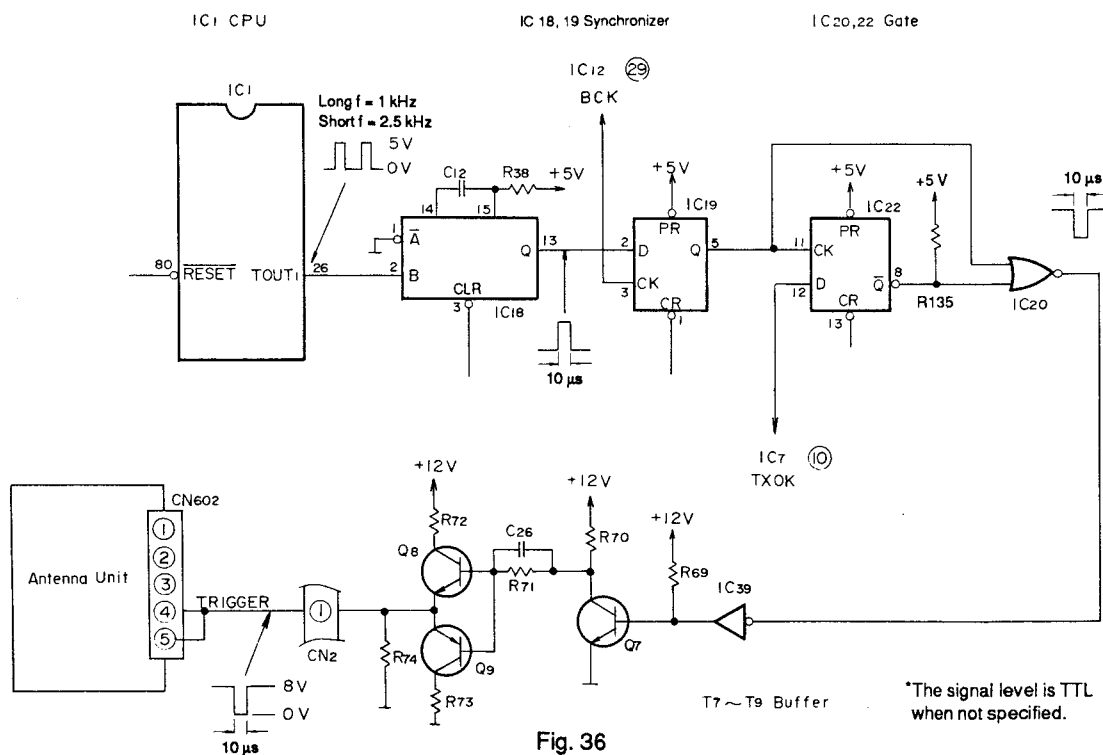 IC1 CPU
IC 18, 19 Synchronizer
IC20,22 Gate
IC12 29
BCK
IC1
Long f = 1 kHz
Short f = 2.5 kHz
5V
0V
C12
R38
+5V
14
15
1
A
Q
13
80
RESET
TOUT1
26
2
B
CLR
3
IC18
10 μs
+5V
IC19
PR
2
D
Q
5
CK
3
CR
1
+5V
IC22
PR
11
CK
D
12
Q
8
CR
13
+5V
R135
IC20
10 μs
IC7 10
TXOK
+12V
R72
Q8
C26
R71
+12V
R70
+12V
R69
IC39
Q7
Q9
R74
R73
CN602
1
2
3
4
5
Antenna Unit
TRIGGER
1
CN2
8V
0V
10 μs
T7~T9 Buffer
*The signal level is TTL
when not specified.
Fig. 36